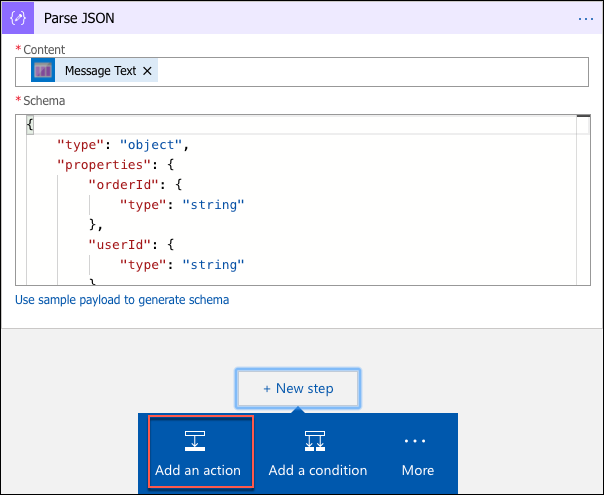 Parse JSON
...
* Content
Message Text ×
* Schema
{
"type": "object",
"properties": {
"orderId": {
"type": "string"
},
"userId": {
"type": "string"
}
Use sample payload to generate schema
+ New step
Add an action
Add a condition
...
More